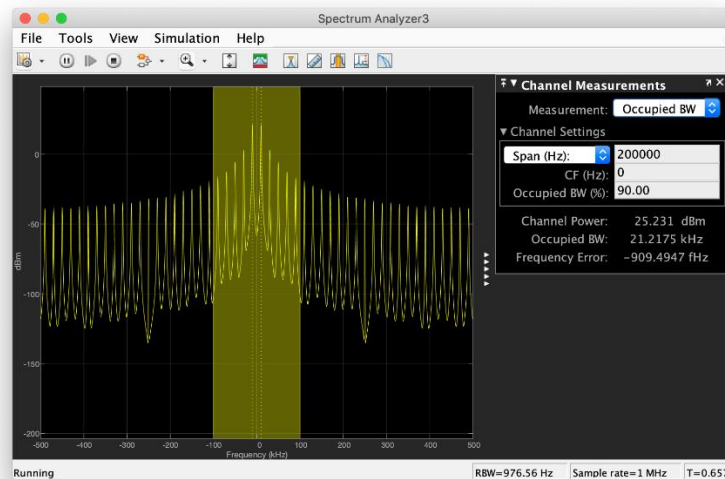 Spectrum Analyzer3
File Tools View Simulation Help
Channel Measurements
Measurement: Occupied BW
Channel Settings
Span (Hz): 200000
CF (Hz): 0
Occupied BW (%): 90.00
Channel Power: 25.231 dBm
Occupied BW: 21.2175 kHz
Frequency Error: -909.4947 fHz
0
-50
-100
-150
-200
dBm
-500 -400 -300 -200 -100 0 100 200 300 400 500
Frequency (kHz)
Running RBW=976.56 Hz Sample rate=1 MHz T=0.657